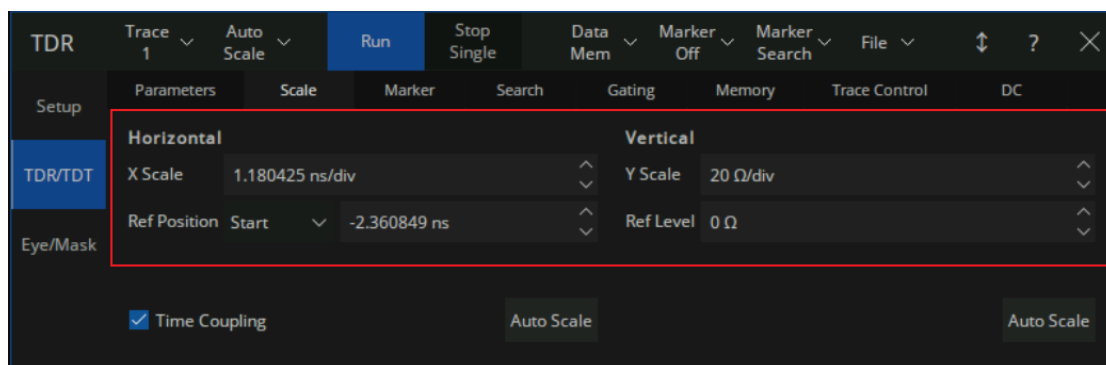 TDR
Trace 1
Auto Scale
Run
Stop Single
Data Mem
Marker Off
Marker Search
File
?
Setup
TDR/TDT
Eye/Mask
Parameters Scale Marker Search Gating Memory Trace Control DC
Horizontal
X Scale 1.180425 ns/div
Ref Position Start -2.360849 ns
Vertical
Y Scale 20 Ω/div
Ref Level 0 Ω
Time Coupling
Auto Scale
Auto Scale